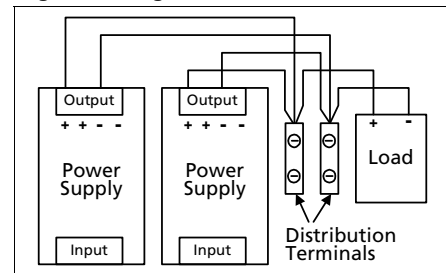 Output
+ + - -
Power
Supply
Input
Output
+ + - -
Power
Supply
Input
+ -
Load
Distribution
Terminals